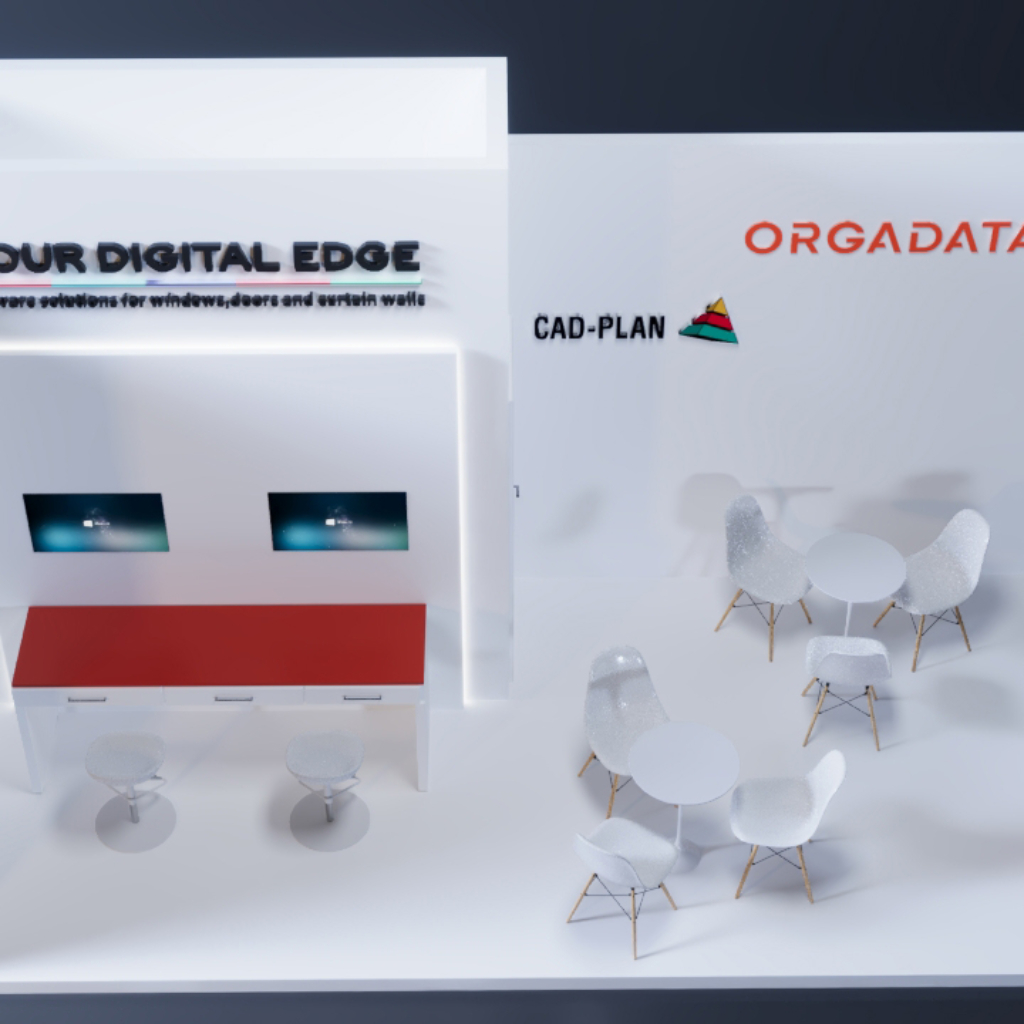 OUR DIGITAL EDGE
ware solutions for windows, doors and curtain walls
CAD-PLAN
ORGADATA